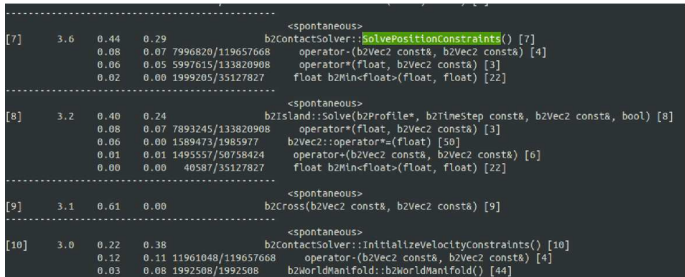 <spontaneous>
[7] 3.6 0.44 0.29 b2ContactSolver::SolvePositionConstraints() [7]
0.08 0.07 7996820/119657668 operator-(b2Vec2 const&, b2Vec2 const&) [4]
0.06 0.05 5997615/133820908 operator*(float, b2Vec2 const&) [3]
0.02 0.00 1999205/35127827 float b2Min<float>(float, float) [22]
-----------------------------------------------
<spontaneous>
[8] 3.2 0.40 0.24 b2Island::Solve(b2Profile*, b2TimeStep const&, b2Vec2 const&, bool) [8]
0.08 0.07 7893245/133820908 operator*(float, b2Vec2 const&) [3]
0.06 0.00 1589473/1985977 b2Vec2::operator*=(float) [50]
0.01 0.01 1495557/50758424 operator+(b2Vec2 const&, b2Vec2 const&) [6]
0.00 0.00 40587/35127827 float b2Min<float>(float, float) [22]
-----------------------------------------------
<spontaneous>
[9] 3.1 0.61 0.00 b2Cross(b2Vec2 const&, b2Vec2 const&) [9]
-----------------------------------------------
<spontaneous>
[10] 3.0 0.22 0.38 b2ContactSolver::InitializeVelocityConstraints() [10]
0.12 0.11 11961048/119657668 operator-(b2Vec2 const&, b2Vec2 const&) [4]
0.03 0.08 1992508/1992508 b2WorldManifold::b2WorldManifold() [44]